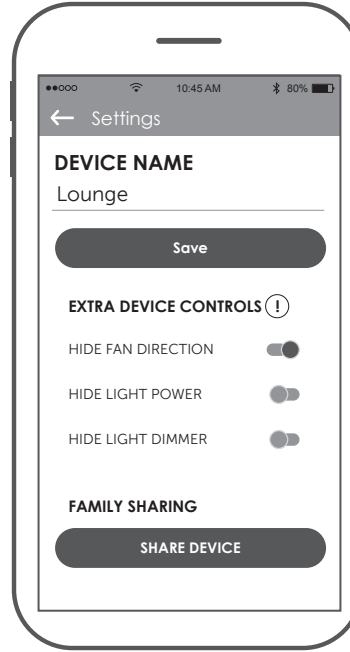 ●●○○○ 10:45 AM 80%
← Settings
DEVICE NAME
Lounge
Save
EXTRA DEVICE CONTROLS !
HIDE FAN DIRECTION
HIDE LIGHT POWER
HIDE LIGHT DIMMER
FAMILY SHARING
SHARE DEVICE